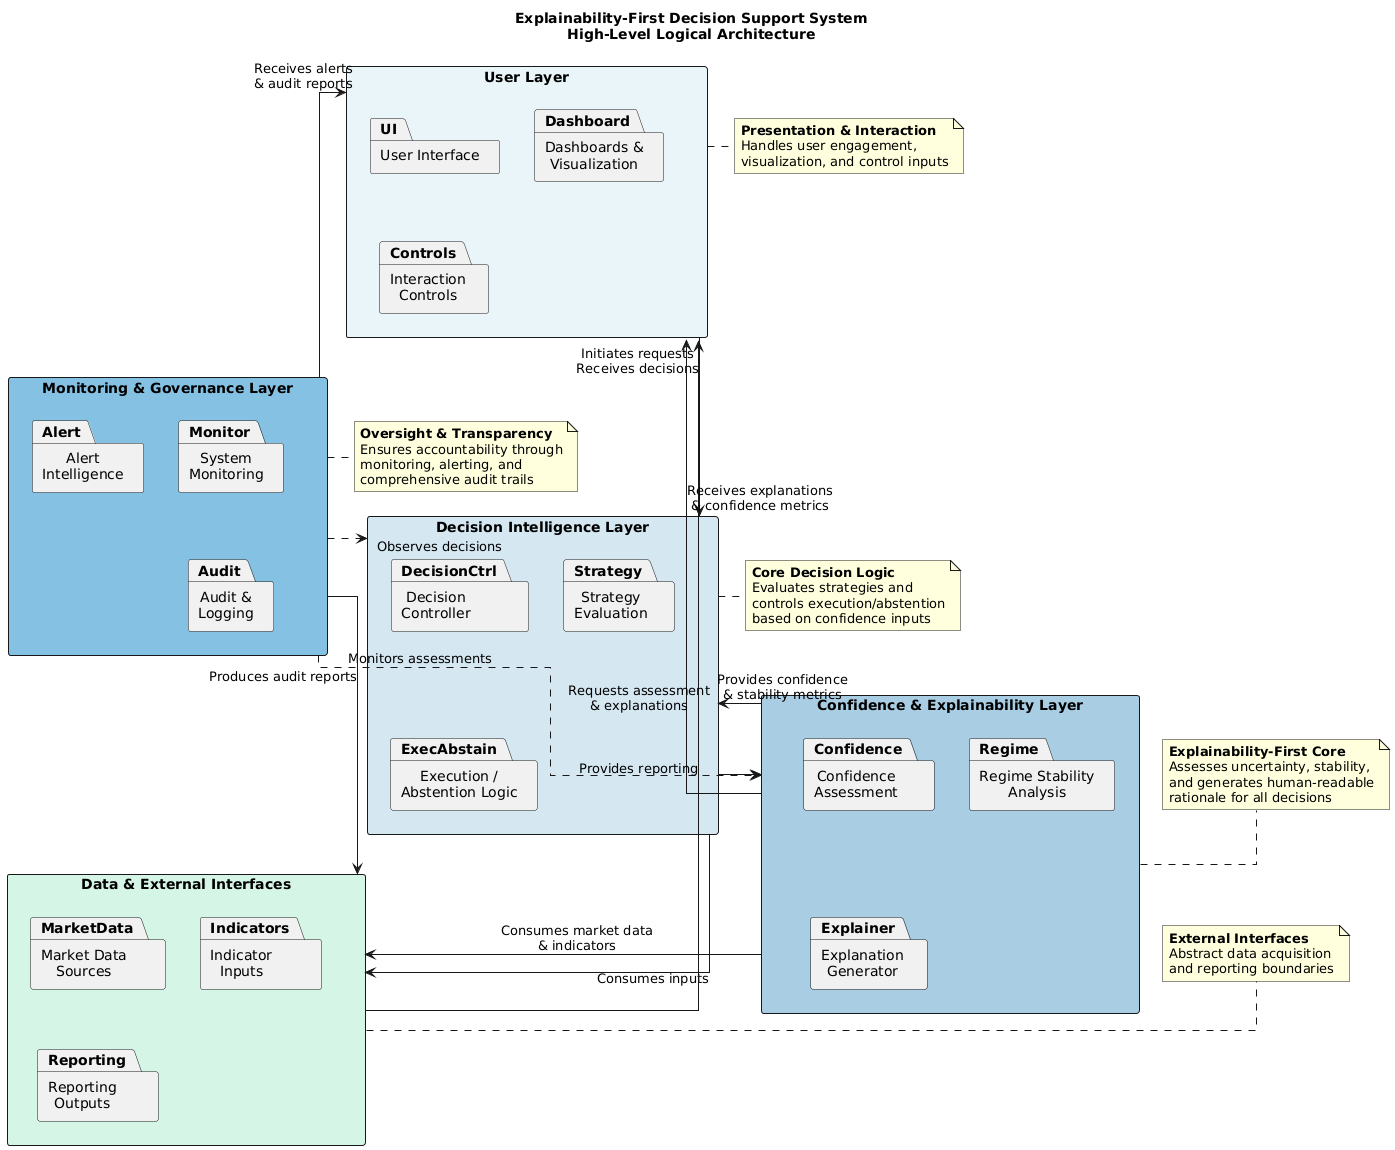 Explainability-First Decision Support System
High-Level Logical Architecture
Receives alerts
& audit reports
User Layer
UI
User Interface
Dashboard
Dashboards &
Visualization
Controls
Interaction
Controls
Presentation & Interaction
Handles user engagement,
visualization, and control inputs
Initiates requests
Receives decisions
Monitoring & Governance Layer
Alert
Alert
Intelligence
Monitor
System
Monitoring
Audit
Audit &
Logging
Oversight & Transparency
Ensures accountability through
monitoring, alerting, and
comprehensive audit trails
Receives explanations
& confidence metrics
Decision Intelligence Layer
Observes decisions
DecisionCtrl
Decision
Controller
Strategy
Strategy
Evaluation
ExecAbstain
Execution /
Abstention Logic
Core Decision Logic
Evaluates strategies and
controls execution/abstention
based on confidence inputs
Monitors assessments
Produces audit reports
Requests assessment
& explanations
Provides confidence
& stability metrics
Provides reporting
Confidence & Explainability Layer
Confidence
Confidence
Assessment
Regime
Regime Stability
Analysis
Explainer
Explanation
Generator
Explainability-First Core
Assesses uncertainty, stability,
and generates human-readable
rationale for all decisions
Data & External Interfaces
MarketData
Market Data
Sources
Indicators
Indicator
Inputs
Reporting
Reporting
Outputs
Consumes market data
& indicators
Consumes inputs
External Interfaces
Abstract data acquisition
and reporting boundaries